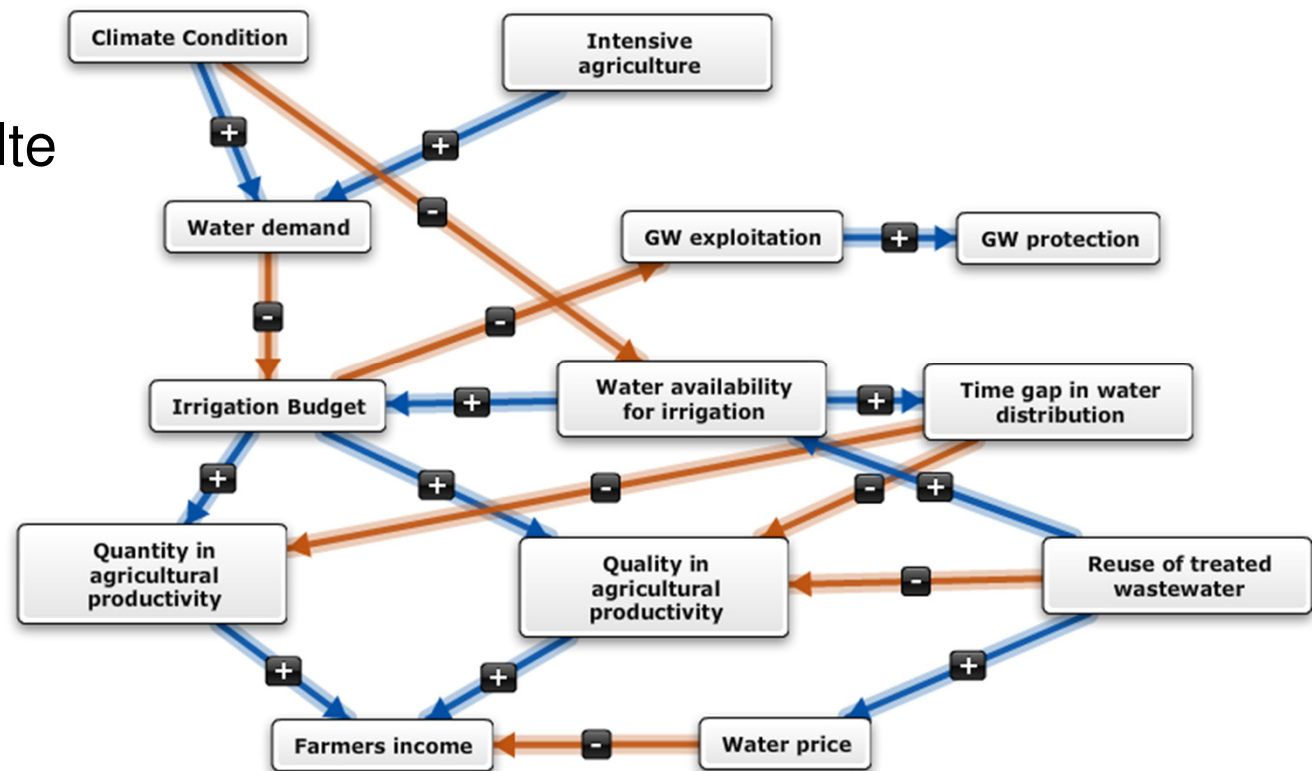 Climate Condition
Intensive
agriculture
+
+
lte
-
Water demand
GW exploitation
+
GW protection
-
-
Water availability
for irrigation
Time gap in water
distribution
Irrigation Budget
+
+
+
+
-
-
+
Quantity in
agricultural
productivity
Quality in
agricultural
productivity
-
Reuse of treated
wastewater
+
+
+
Farmers income
-
Water price